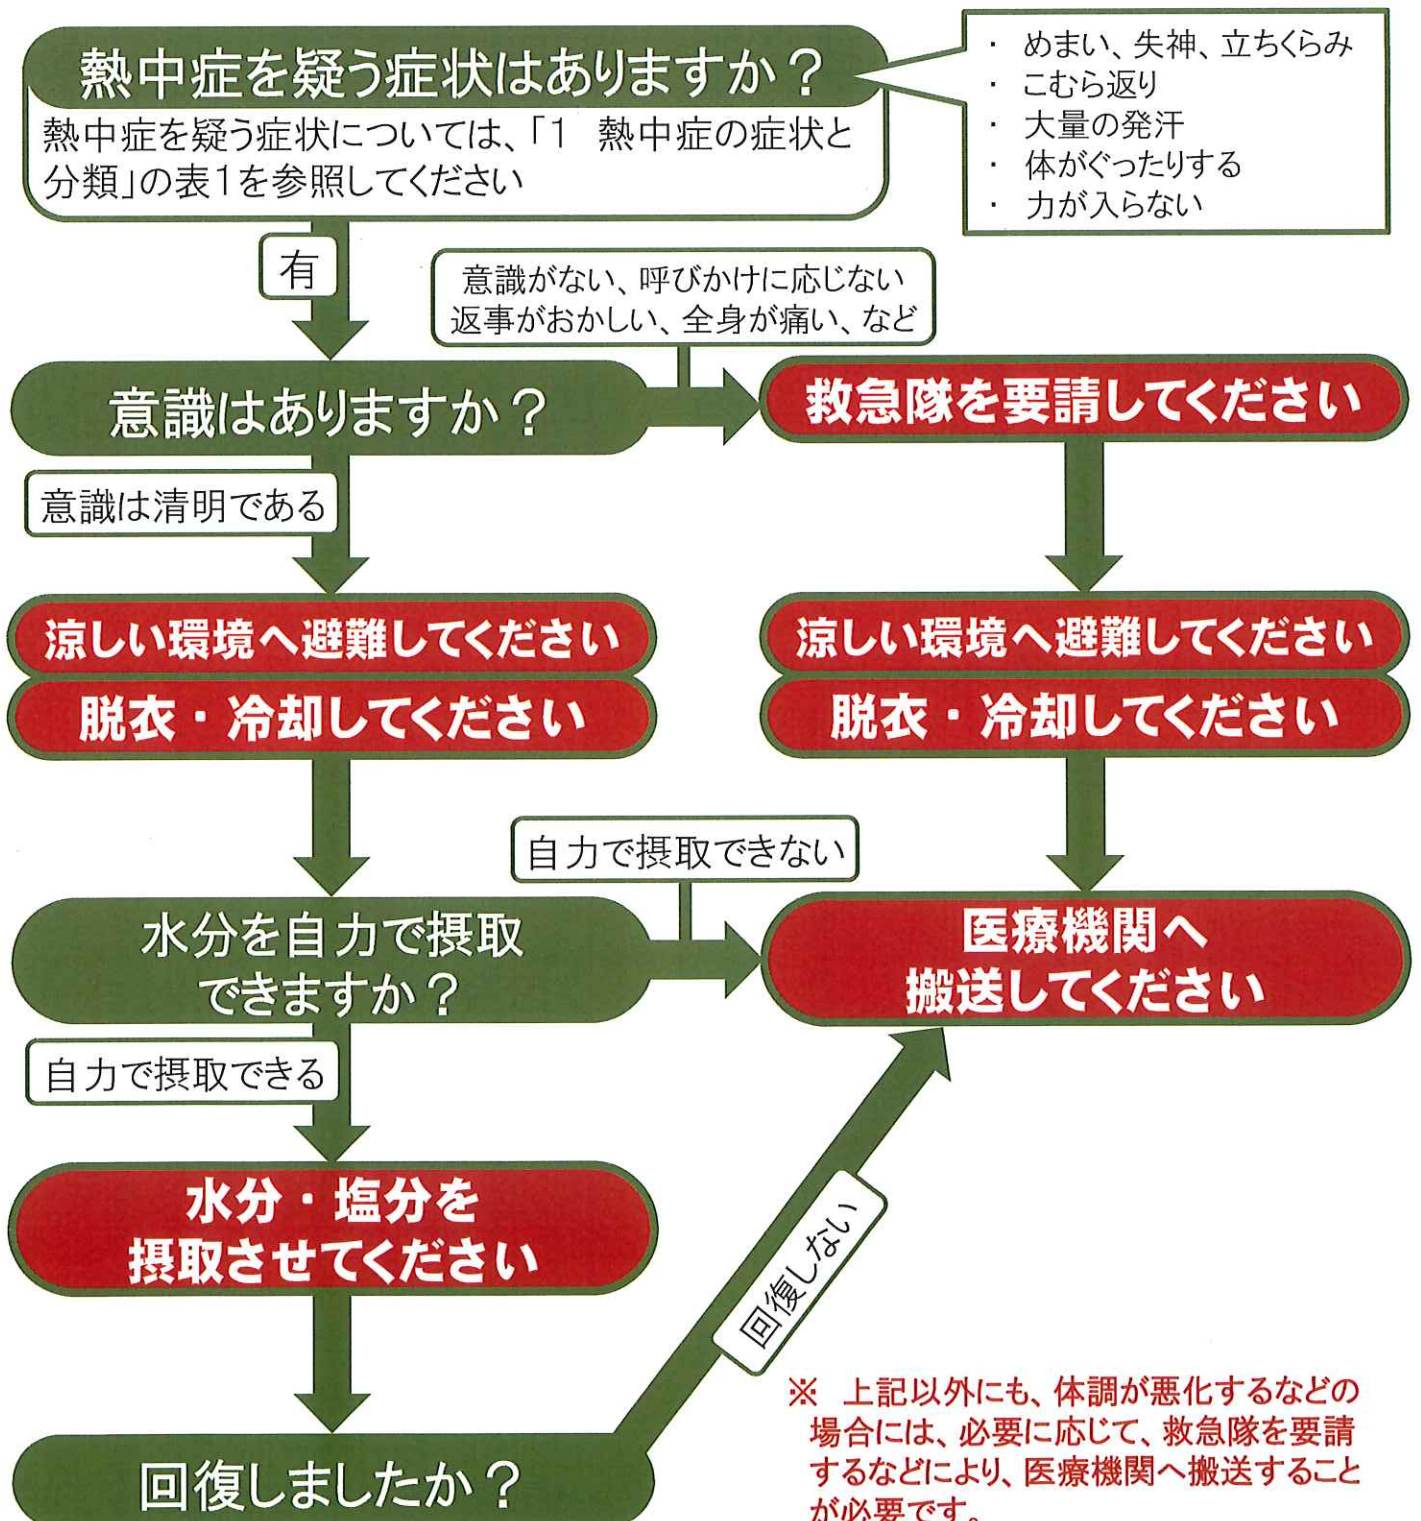 熱中症を疑う症状はありますか？
熱中症を疑う症状については、「1　熱中症の症状と
分類」の表1を参照してください
・ めまい、失神、立ちくらみ
・ こむら返り
・ 大量の発汗
・ 体がぐったりする
・ 力が入らない
有
意識がない、呼びかけに応じない
返事がおかしい、全身が痛い、など
意識はありますか？
救急隊を要請してください
意識は清明である
涼しい環境へ避難してください
脱衣・冷却してください
涼しい環境へ避難してください
脱衣・冷却してください
自力で摂取できない
水分を自力で摂取
できますか？
医療機関へ
搬送してください
自力で摂取できる
水分・塩分を
摂取させてください
回復しない
回復しましたか？
※ 上記以外にも、体調が悪化するなどの
場合には、必要に応じて、救急隊を要請
するなどにより、医療機関へ搬送すること
が必要です。